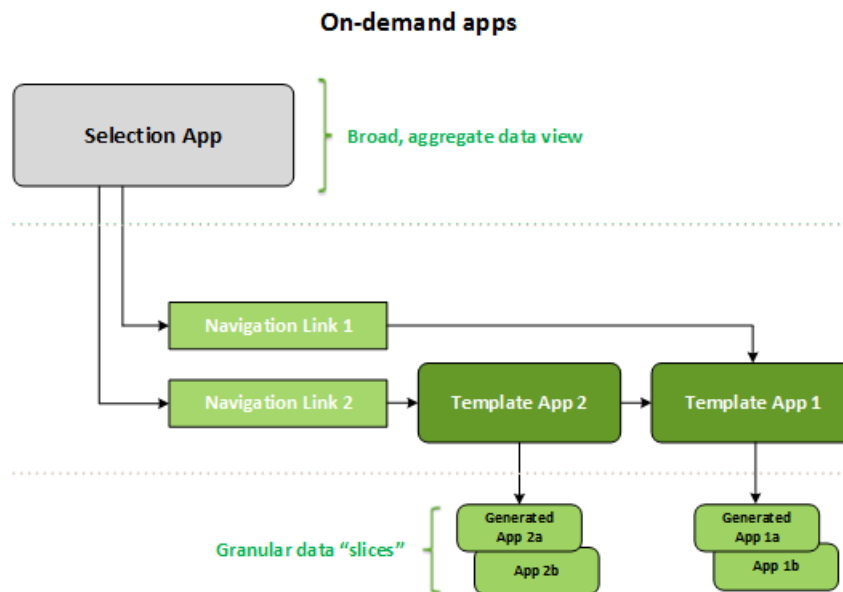 On-demand apps
Selection App
Broad, aggregate data view
Navigation Link 1
Navigation Link 2
Template App 2
Template App 1
Granular data “slices”
Generated
App 2a
App 2b
Generated
App 1a
App 1b